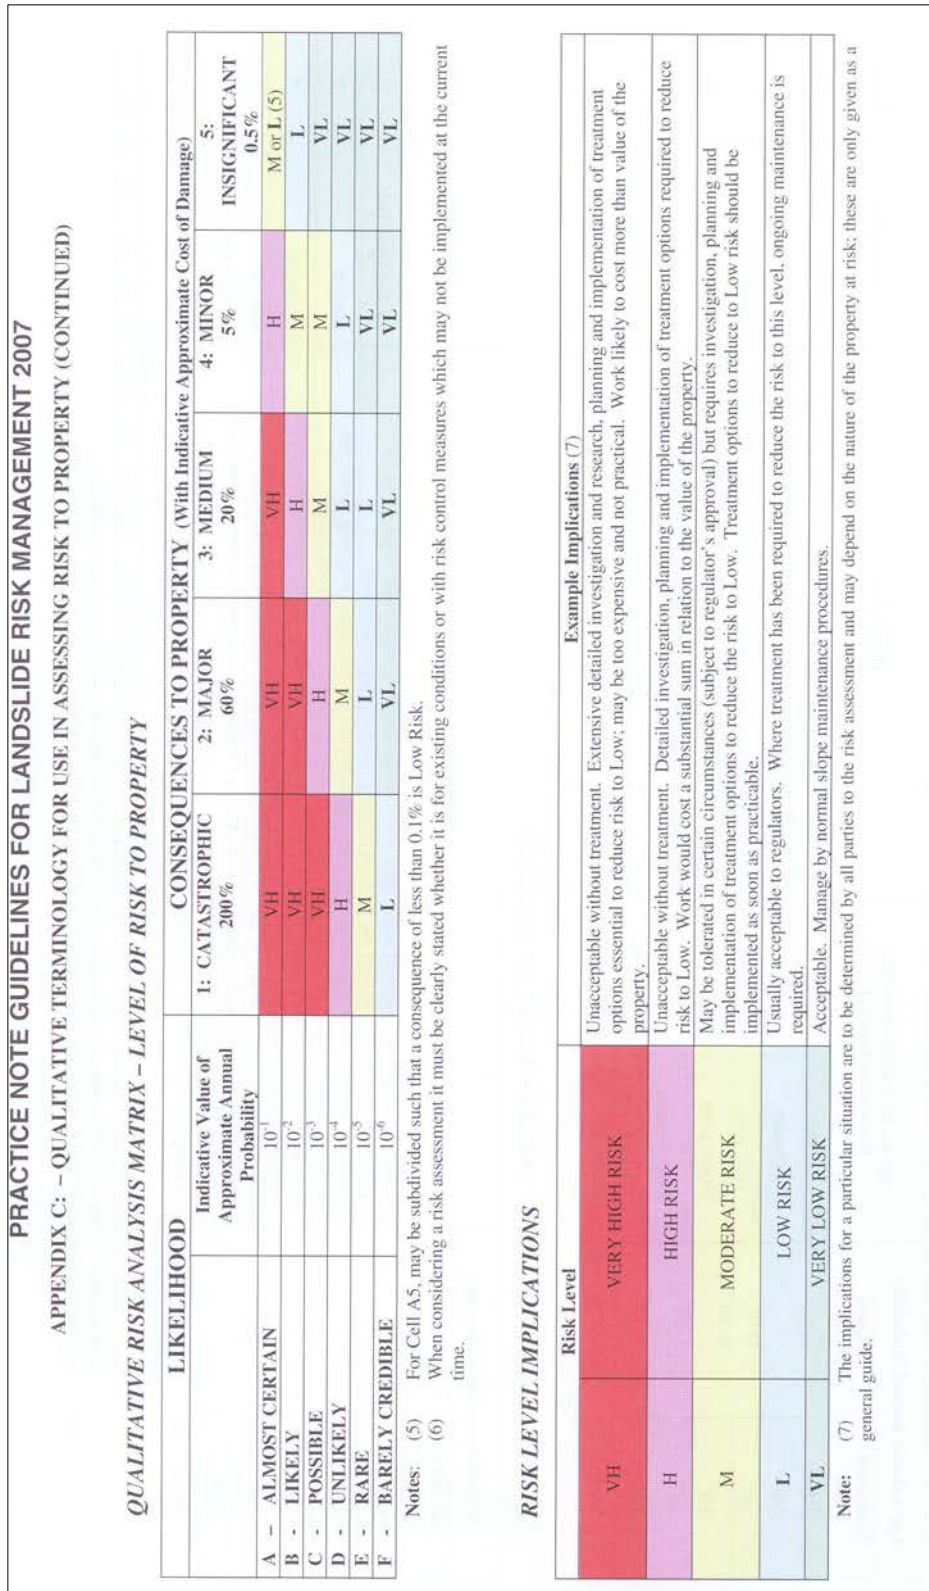 PRACTICE NOTE GUIDELINES FOR LANDSLIDE RISK MANAGEMENT 2007
APPENDIX C: – QUALITATIVE TERMINOLOGY FOR USE IN ASSESSING RISK TO PROPERTY (CONTINUED)
QUALITATIVE RISK ANALYSIS MATRIX – LEVEL OF RISK TO PROPERTY
LIKELIHOOD CONSEQUENCES TO PROPERTY (With Indicative Approximate Cost of Damage)
Indicative Value of Approximate Annual Probability 1: CATASTROPHIC 200% 2: MAJOR 60% 3: MEDIUM 20% 4: MINOR 5% 5: INSIGNIFICANT 0.5%
A – ALMOST CERTAIN 10⁻¹ VH VH VH H M or L (5)
B - LIKELY 10⁻² VH VH H M L
C - POSSIBLE 10⁻³ VH H M M VL
D - UNLIKELY 10⁻⁴ H M L L VL
E - RARE 10⁻⁵ M L L VL VL
F - BARELY CREDIBLE 10⁻⁶ L VL VL VL VL
Notes: (5) For Cell A5, may be subdivided such that a consequence of less than 0.1% is Low Risk.
(6) When considering a risk assessment it must be clearly stated whether it is for existing conditions or with risk control measures which may not be implemented at the current
time.
RISK LEVEL IMPLICATIONS
Risk Level Example Implications (7)
VH VERY HIGH RISK Unacceptable without treatment. Extensive detailed investigation and research, planning and implementation of treatment
options essential to reduce risk to Low; may be too expensive and not practical. Work likely to cost more than value of the
property.
H HIGH RISK Unacceptable without treatment. Detailed investigation, planning and implementation of treatment options required to reduce
risk to Low. Work would cost a substantial sum in relation to the value of the property.
M MODERATE RISK May be tolerated in certain circumstances (subject to regulator's approval) but requires investigation, planning and
implementation of treatment options to reduce the risk to Low. Treatment options to reduce to Low risk should be
implemented as soon as practicable.
L LOW RISK Usually acceptable to regulators. Where treatment has been required to reduce the risk to this level, ongoing maintenance is
required.
VL VERY LOW RISK Acceptable. Manage by normal slope maintenance procedures.
Note: (7) The implications for a particular situation are to be determined by all parties to the risk assessment and may depend on the nature of the property at risk; these are only given as a
general guide.